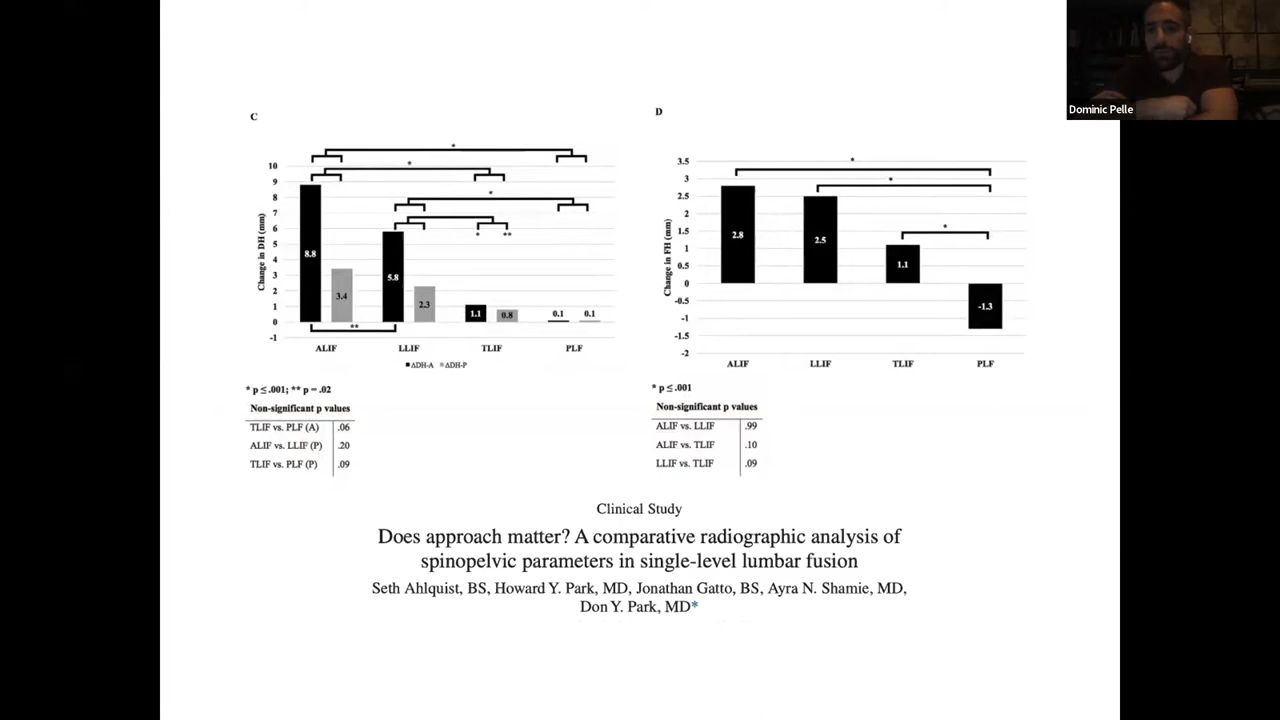 Dominic Pelle
C
D
*
*
*
* **
**
10
9
8
7
6
5
4
3
2
1
0
-1
Change in DH (mm)
8.8
3.4
5.8
2.3
1.1
0.8
0.1
0.1
ALIF LLIF TLIF PLF
ΔDH-A ΔDH-P
* p ≤ .001; ** p = .02
Non-significant p values
TLIF vs. PLF (A) .06
ALIF vs. LLIF (P) .20
TLIF vs. PLF (P) .09
*
*
*
3.5
3
2.5
2
1.5
1
0.5
0
-0.5
-1
-1.5
-2
Change in FH (mm)
2.8
2.5
1.1
-1.3
ALIF LLIF TLIF PLF
* p ≤ .001
Non-significant p values
ALIF vs. LLIF .99
ALIF vs. TLIF .10
LLIF vs. TLIF .09
Clinical Study
Does approach matter? A comparative radiographic analysis of
spinopelvic parameters in single-level lumbar fusion
Seth Ahlquist, BS, Howard Y. Park, MD, Jonathan Gatto, BS, Ayra N. Shamie, MD,
Don Y. Park, MD*